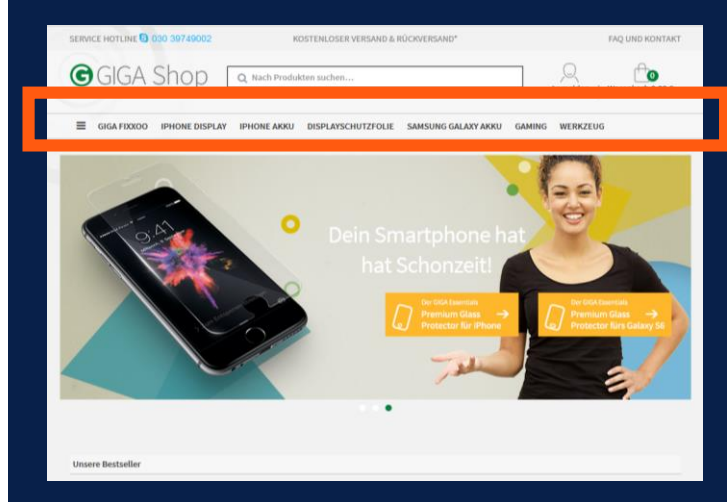 SERVICE HOTLINE 030 39749002
KOSTENLOSER VERSAND & RÜCKVERSAND*
FAQ UND KONTAKT
GIGA Shop
Nach Produkten suchen...
0
GIGA FIXXOO IPHONE DISPLAY IPHONE AKKU DISPLAYSCHUTZFOLIE SAMSUNG GALAXY AKKU GAMING WERKZEUG
9:41
Dein Smartphone hat
hat Schonzeit!
Der GIGA Essentials
Premium Glass
Protector für iPhone
Der GIGA Essentials
Premium Glass
Protector fürs Galaxy S6
Unsere Bestseller